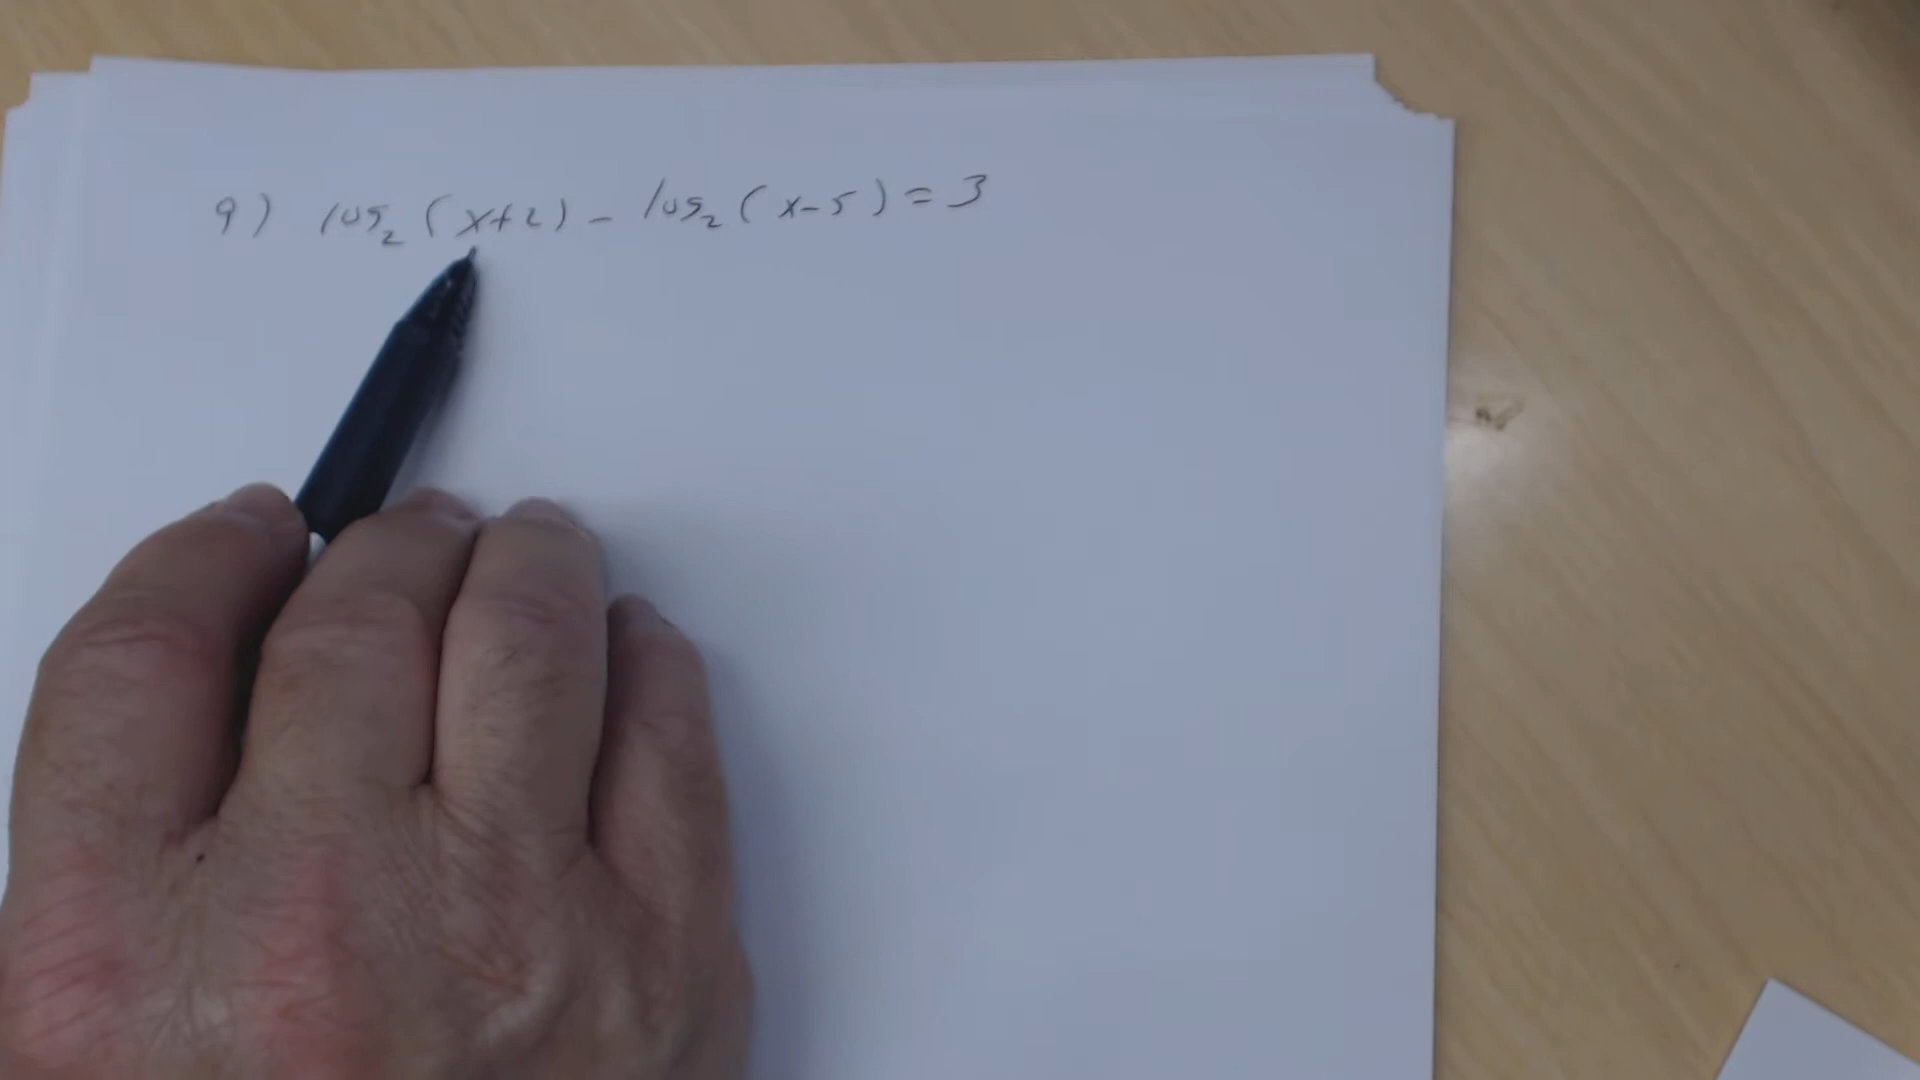 9) log₂ (x+2) - log₂ (x-5) = 3